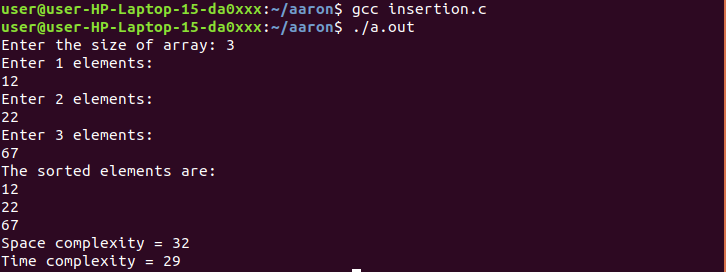 user@user-HP-Laptop-15-da0xxx:~/aaron$ gcc insertion.c
user@user-HP-Laptop-15-da0xxx:~/aaron$ ./a.out
Enter the size of array: 3
Enter 1 elements:
12
Enter 2 elements:
22
Enter 3 elements:
67
The sorted elements are:
12
22
67
Space complexity = 32
Time complexity = 29